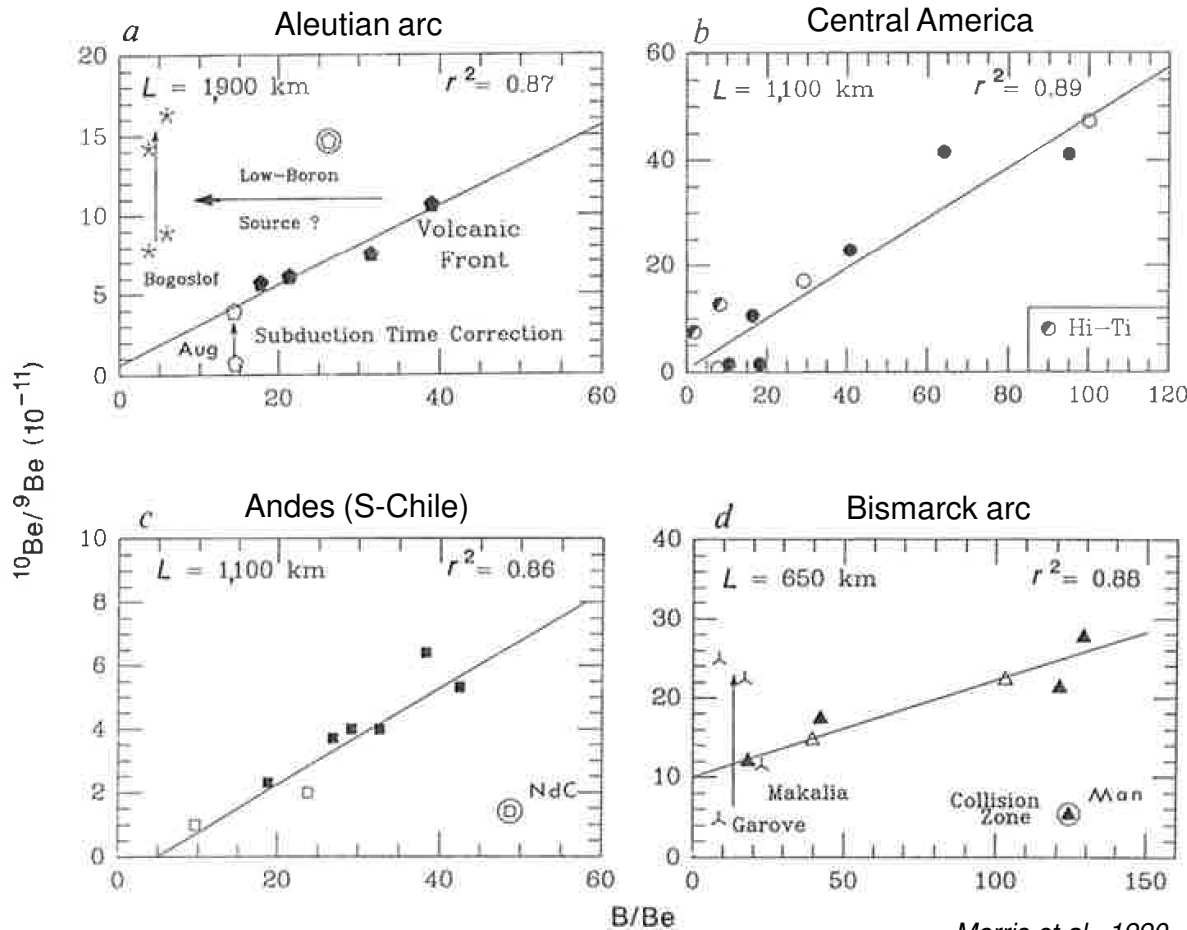 Aleutian arc
Central America
a
b
20
15
10
5
0
L = 1,900 km
r² = 0.87
Low-Boron
Source ?
Volcanic
Front
Bogoslof
Aug
Subduction Time Correction
0 20 40 60
60
40
20
0
L = 1,100 km
r² = 0.89
Hi-Ti
0 20 40 60 80 100 120
¹⁰Be/⁹Be (10⁻¹¹)
Andes (S-Chile)
Bismarck arc
c
d
10
8
6
4
2
0
L = 1,100 km
r² = 0.86
NdC
0 20 40 60
40
30
20
10
0
L = 650 km
r² = 0.88
Makalia
Garove
Collision
Zone
Man
0 50 100 150
B/Be